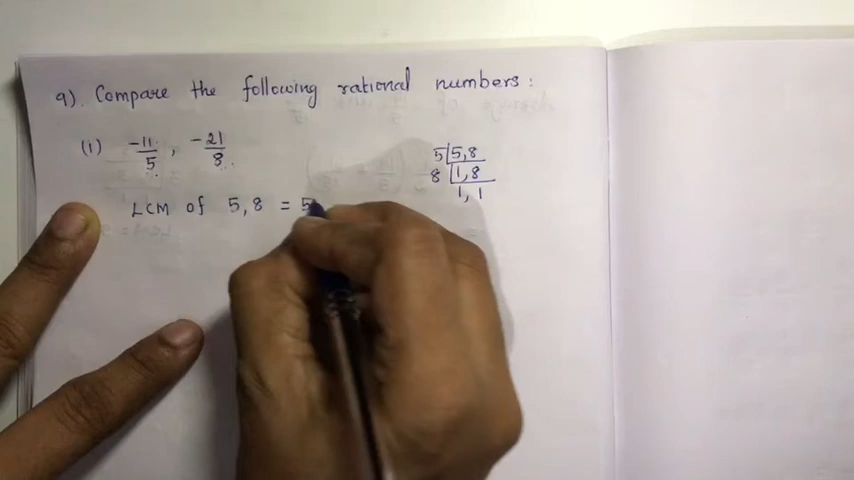 9). Compare the following rational numbers :
(i) -11/5 , -21/8
5 | 5,8
8 | 1,8
1, 1
LCM of 5,8 = 5